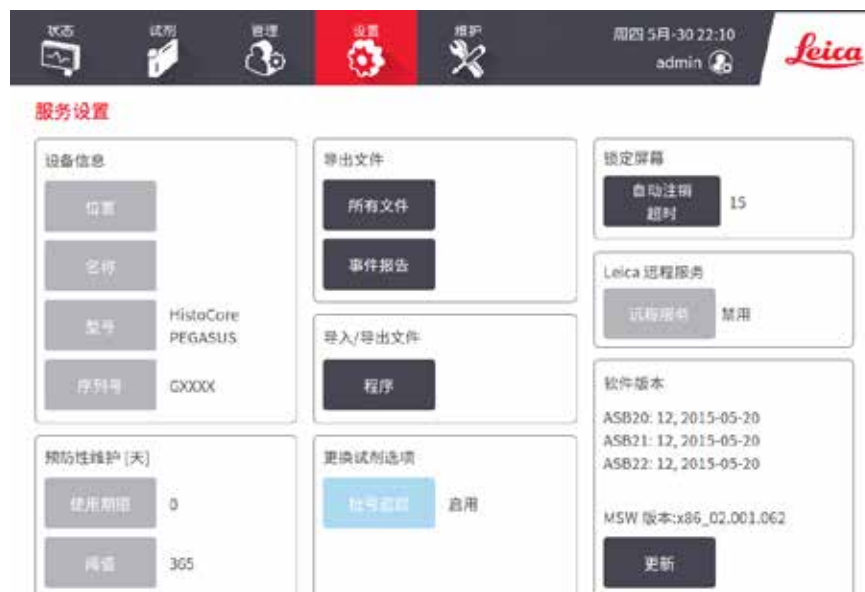 状态
试剂
管理
设置
维护
周四 5月-30 22:10
admin
Leica
服务设置
设备信息
位置
名称
型号
HistoCore
PEGASUS
序列号
GXXXX
预防性维护 [天]
使用期限
0
阈值
365
导出文件
所有文件
事件报告
导入/导出文件
程序
更换试剂选项
批号追踪
启用
锁定屏幕
自动注销
超时
15
Leica 远程服务
远程服务
禁用
软件版本
ASB20: 12, 2015-05-20
ASB21: 12, 2015-05-20
ASB22: 12, 2015-05-20
MSW 版本:x86_02.001.062
更新